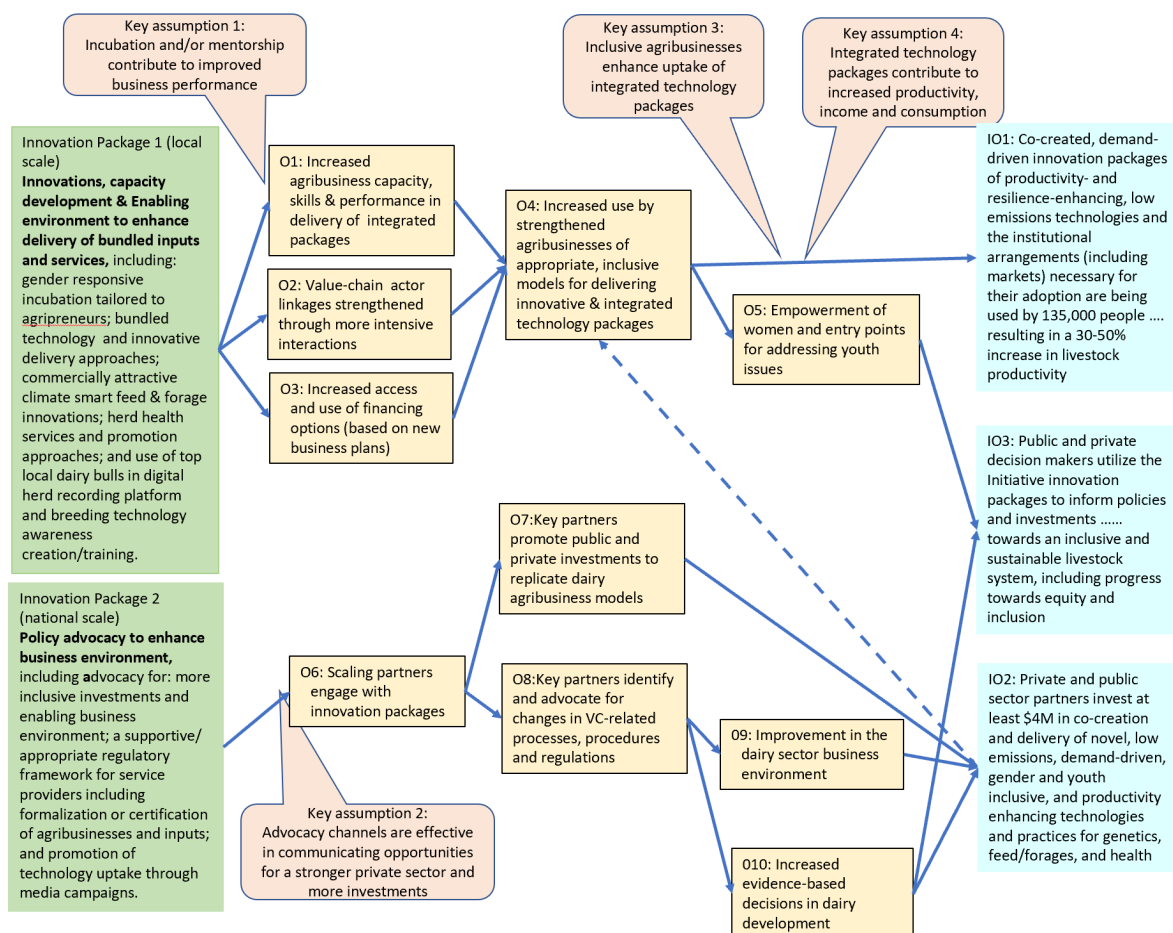 Key assumption 1:
Incubation and/or mentorship
contribute to improved
business performance
Key assumption 3:
Inclusive agribusinesses
enhance uptake of
integrated technology
packages
Key assumption 4:
Integrated technology
packages contribute to
increased productivity,
income and consumption
Innovation Package 1 (local
scale)
Innovations, capacity
development & Enabling
environment to enhance
delivery of bundled inputs
and services, including:
gender responsive
incubation tailored to
agripreneurs; bundled
technology and innovative
delivery approaches;
commercially attractive
climate smart feed & forage
innovations; herd health
services and promotion
approaches; and use of top
local dairy bulls in digital
herd recording platform
and breeding technology
awareness
creation/training.
O1: Increased
agribusiness capacity,
skills & performance in
delivery of integrated
packages
O2: Value-chain actor
linkages strengthened
through more intensive
interactions
O3: Increased access
and use of financing
options (based on new
business plans)
O4: Increased use by
strengthened
agribusinesses of
appropriate, inclusive
models for delivering
innovative & integrated
technology packages
O5: Empowerment of
women and entry points
for addressing youth
issues
IO1: Co-created, demand-
driven innovation packages
of productivity- and
resilience-enhancing, low
emissions technologies and
the institutional
arrangements (including
markets) necessary for
their adoption are being
used by 135,000 people ....
resulting in a 30-50%
increase in livestock
productivity
IO3: Public and private
decision makers utilize the
Initiative innovation
packages to inform policies
and investments ......
towards an inclusive and
sustainable livestock
system, including progress
towards equity and
inclusion
Innovation Package 2
(national scale)
Policy advocacy to enhance
business environment,
including advocacy for: more
inclusive investments and
enabling business
environment; a supportive/
appropriate regulatory
framework for service
providers including
formalization or certification
of agribusinesses and inputs;
and promotion of
technology uptake through
media campaigns.
O6: Scaling partners
engage with
innovation packages
O7:Key partners
promote public and
private investments to
replicate dairy
agribusiness models
O8:Key partners identify
and advocate for
changes in VC-related
processes, procedures
and regulations
09: Improvement in the
dairy sector business
environment
010: Increased
evidence-based
decisions in dairy
development
IO2: Private and public
sector partners invest at
least $4M in co-creation
and delivery of novel, low
emissions, demand-driven,
gender and youth
inclusive, and productivity
enhancing technologies
and practices for genetics,
feed/forages, and health
Key assumption 2:
Advocacy channels are effective
in communicating opportunities
for a stronger private sector and
more investments